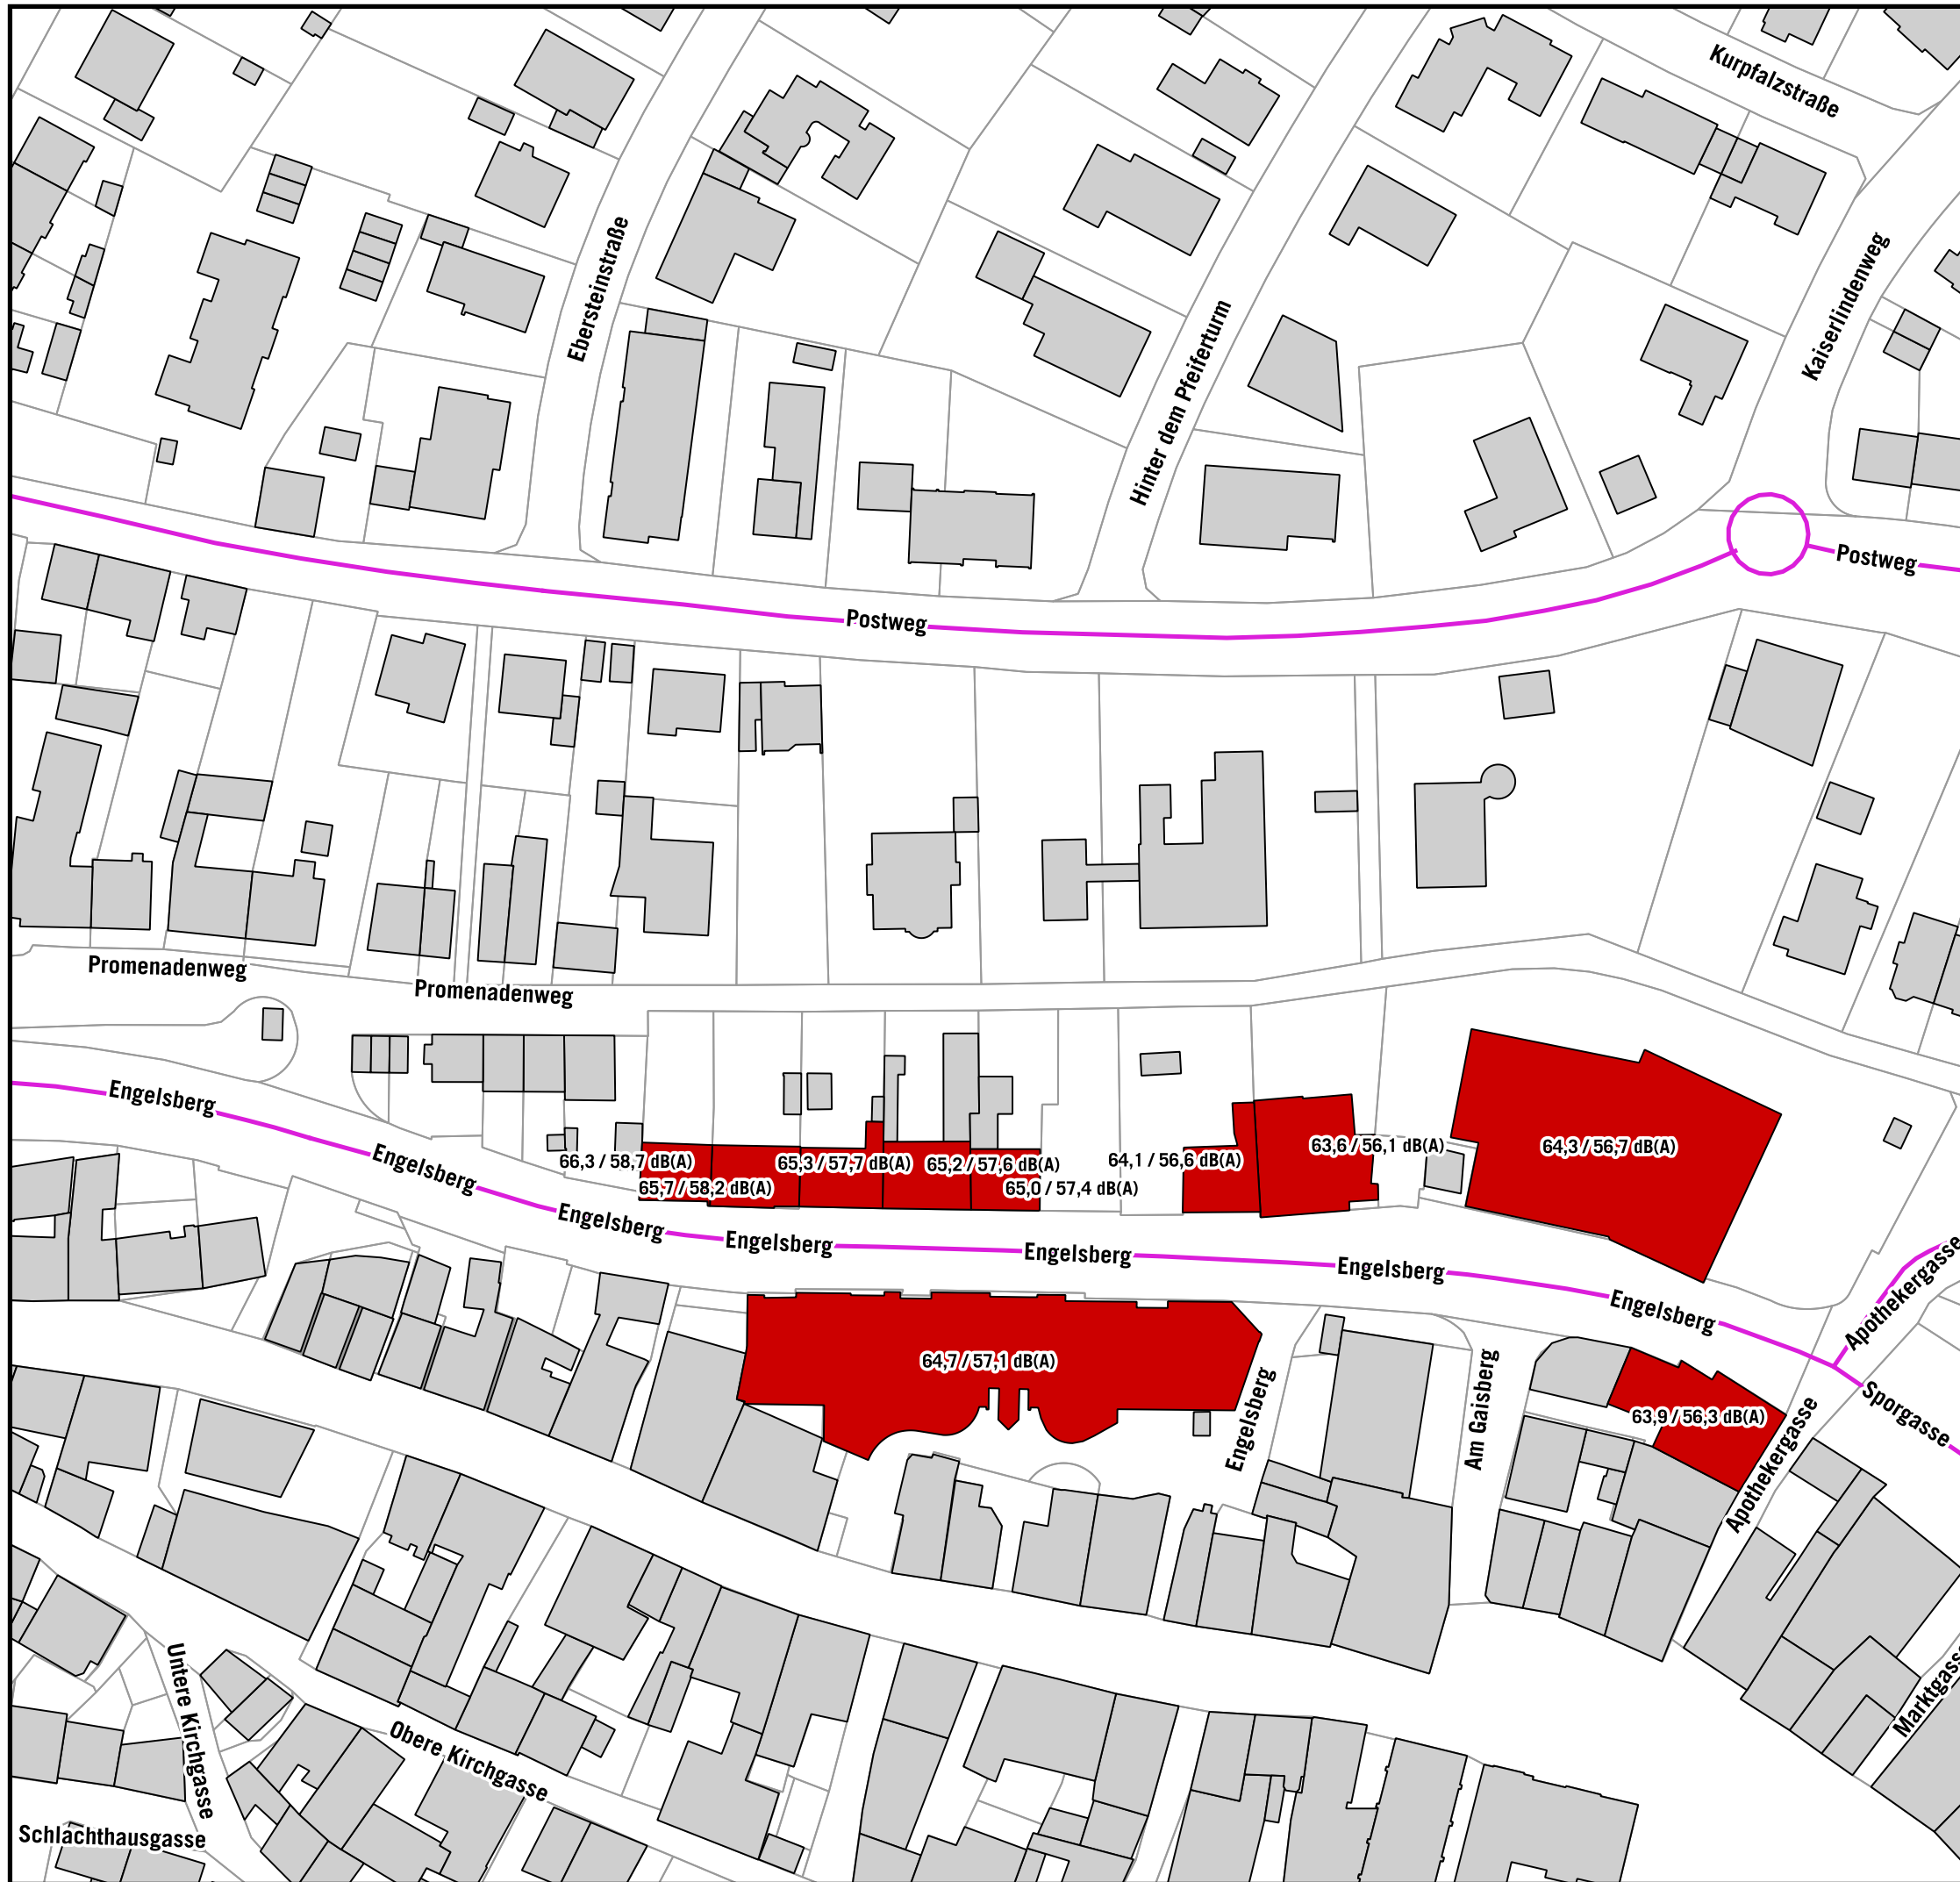 Kurpfalzstraße
Ebersteinstraße
Kaiserlindenweg
Hinter dem Pfeiferturm
Postweg
Postweg
Promenadenweg
Promenadenweg
Engelsberg
Engelsberg
66,3 / 58,7 dB(A)
65,3 / 57,7 dB(A)
65,2 / 57,6 dB(A)
64,1 / 56,6 dB(A)
63,6 / 56,1 dB(A)
64,3 / 56,7 dB(A)
65,7 / 58,2 dB(A)
65,0 / 57,4 dB(A)
Engelsberg
Engelsberg
Engelsberg
Engelsberg
Engelsberg
Apothekergasse
64,7 / 57,1 dB(A)
Engelsberg
Am Gaisberg
63,9 / 56,3 dB(A)
Sporgasse
Apothekergasse
Untere Kirchgasse
Obere Kirchgasse
Marktgasse
Schlachthausgasse